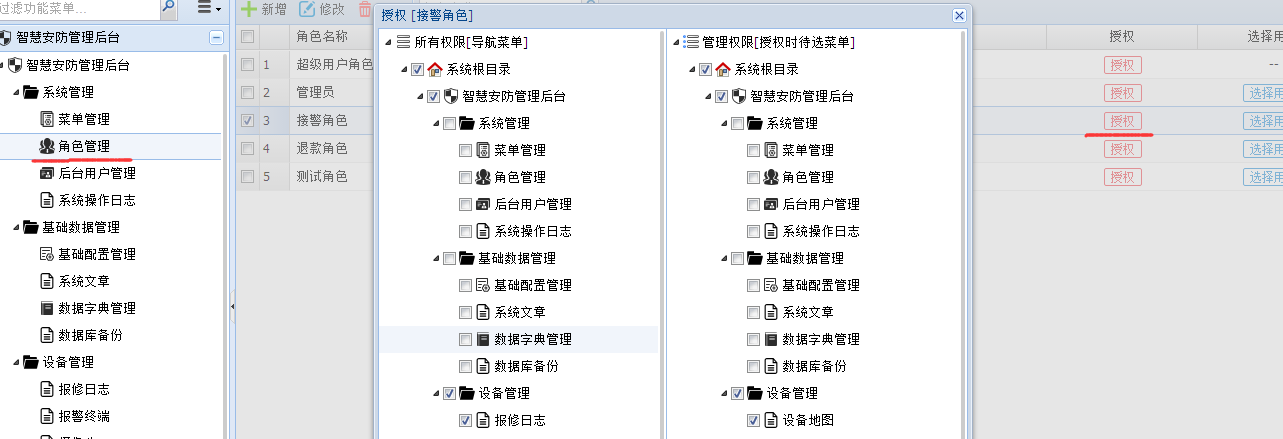 过滤功能菜单...
智慧安防管理后台
智慧安防管理后台
系统管理
菜单管理
角色管理
后台用户管理
系统操作日志
基础数据管理
基础配置管理
系统文章
数据字典管理
数据库备份
设备管理
报修日志
报警终端
新增 修改
角色名称 授权 选择用
1 超级用户角色 授权 --
2 管理员 授权 选择用
3 接警角色 授权 选择用
4 退款角色 授权 选择用
5 测试角色 授权 选择用
授权 [接警角色]
所有权限[导航菜单]
系统根目录
智慧安防管理后台
系统管理
菜单管理
角色管理
后台用户管理
系统操作日志
基础数据管理
基础配置管理
系统文章
数据字典管理
数据库备份
设备管理
报修日志
管理权限[授权时待选菜单]
系统根目录
智慧安防管理后台
系统管理
菜单管理
角色管理
后台用户管理
系统操作日志
基础数据管理
基础配置管理
系统文章
数据字典管理
数据库备份
设备管理
设备地图